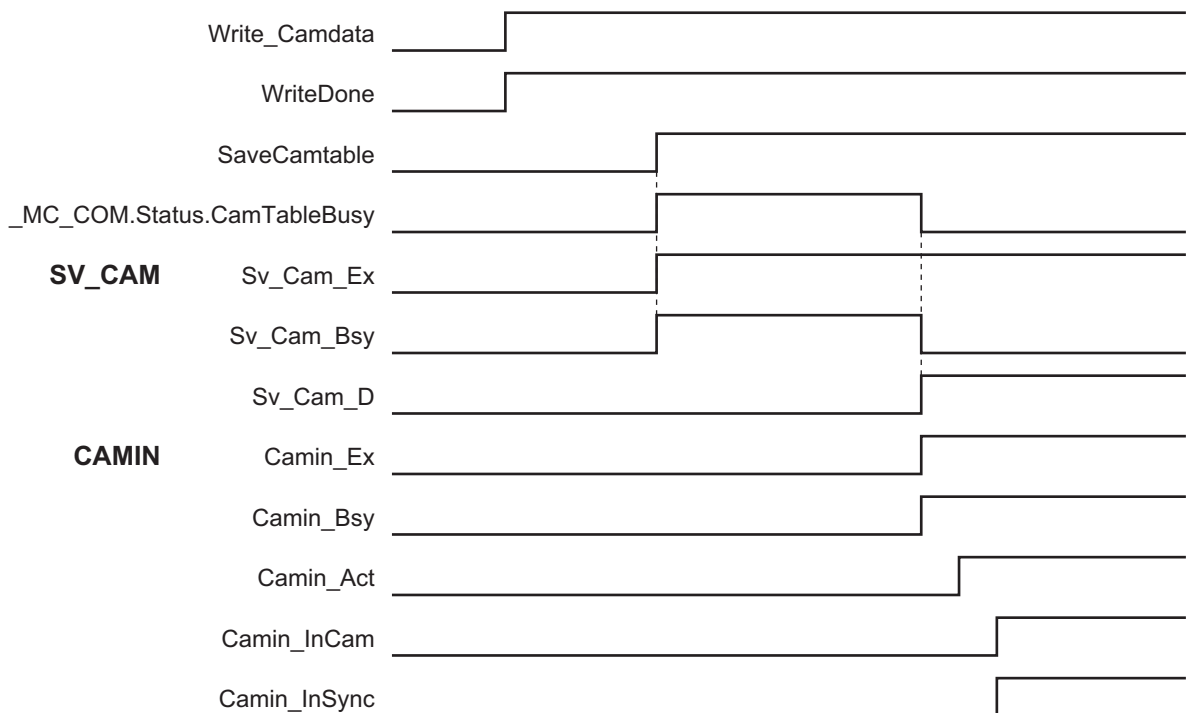 Write_Camdata
WriteDone
SaveCamtable
_MC_COM.Status.CamTableBusy
SV_CAM Sv_Cam_Ex
Sv_Cam_Bsy
Sv_Cam_D
CAMIN Camin_Ex
Camin_Bsy
Camin_Act
Camin_InCam
Camin_InSync